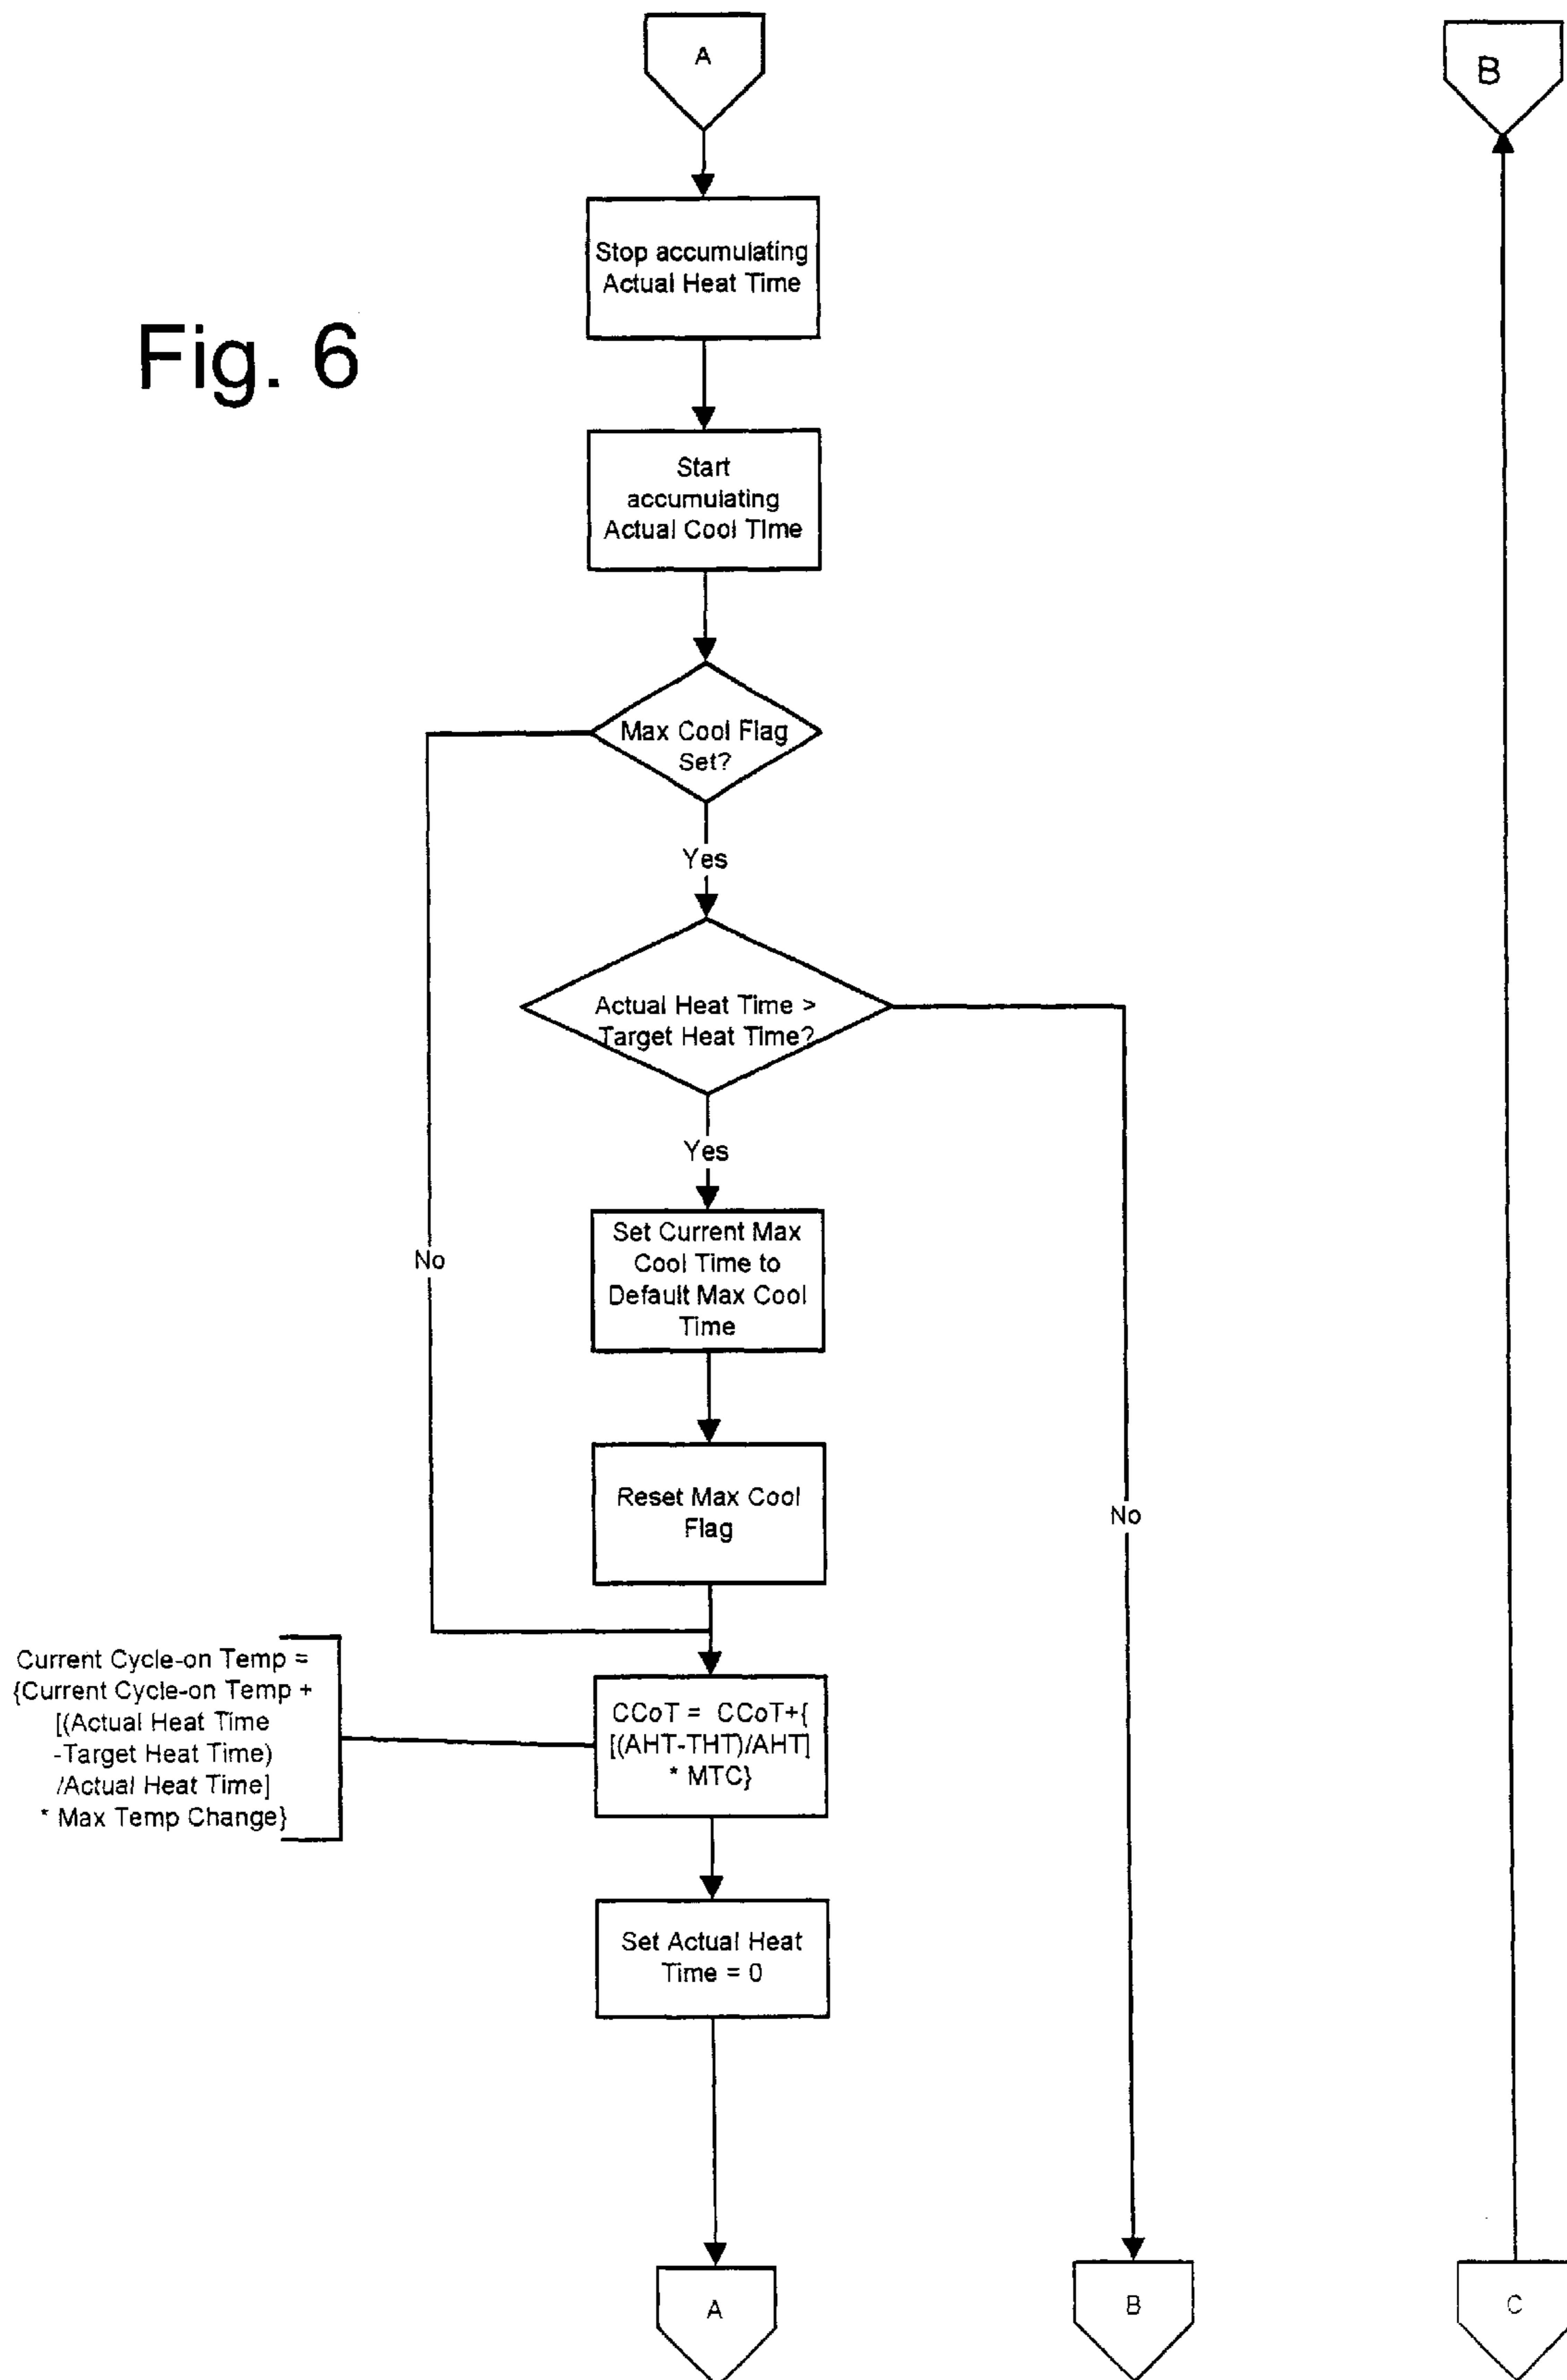 A
B
Stop accumulating
Actual Heat Time
Fig. 6
Start
accumulating
Actual Cool Time
Max Cool Flag
Set?
Yes
Actual Heat Time >
Target Heat Time?
Yes
Set Current Max
Cool Time to
Default Max Cool
Time
No
Reset Max Cool
Flag
No
Current Cycle-on Temp =
{Current Cycle-on Temp +
[(Actual Heat Time
-Target Heat Time)
/Actual Heat Time]
* Max Temp Change}
CCoT = CCoT+{
[(AHT-THT)/AHT]
* MTC}
Set Actual Heat
Time = 0
A
B
C